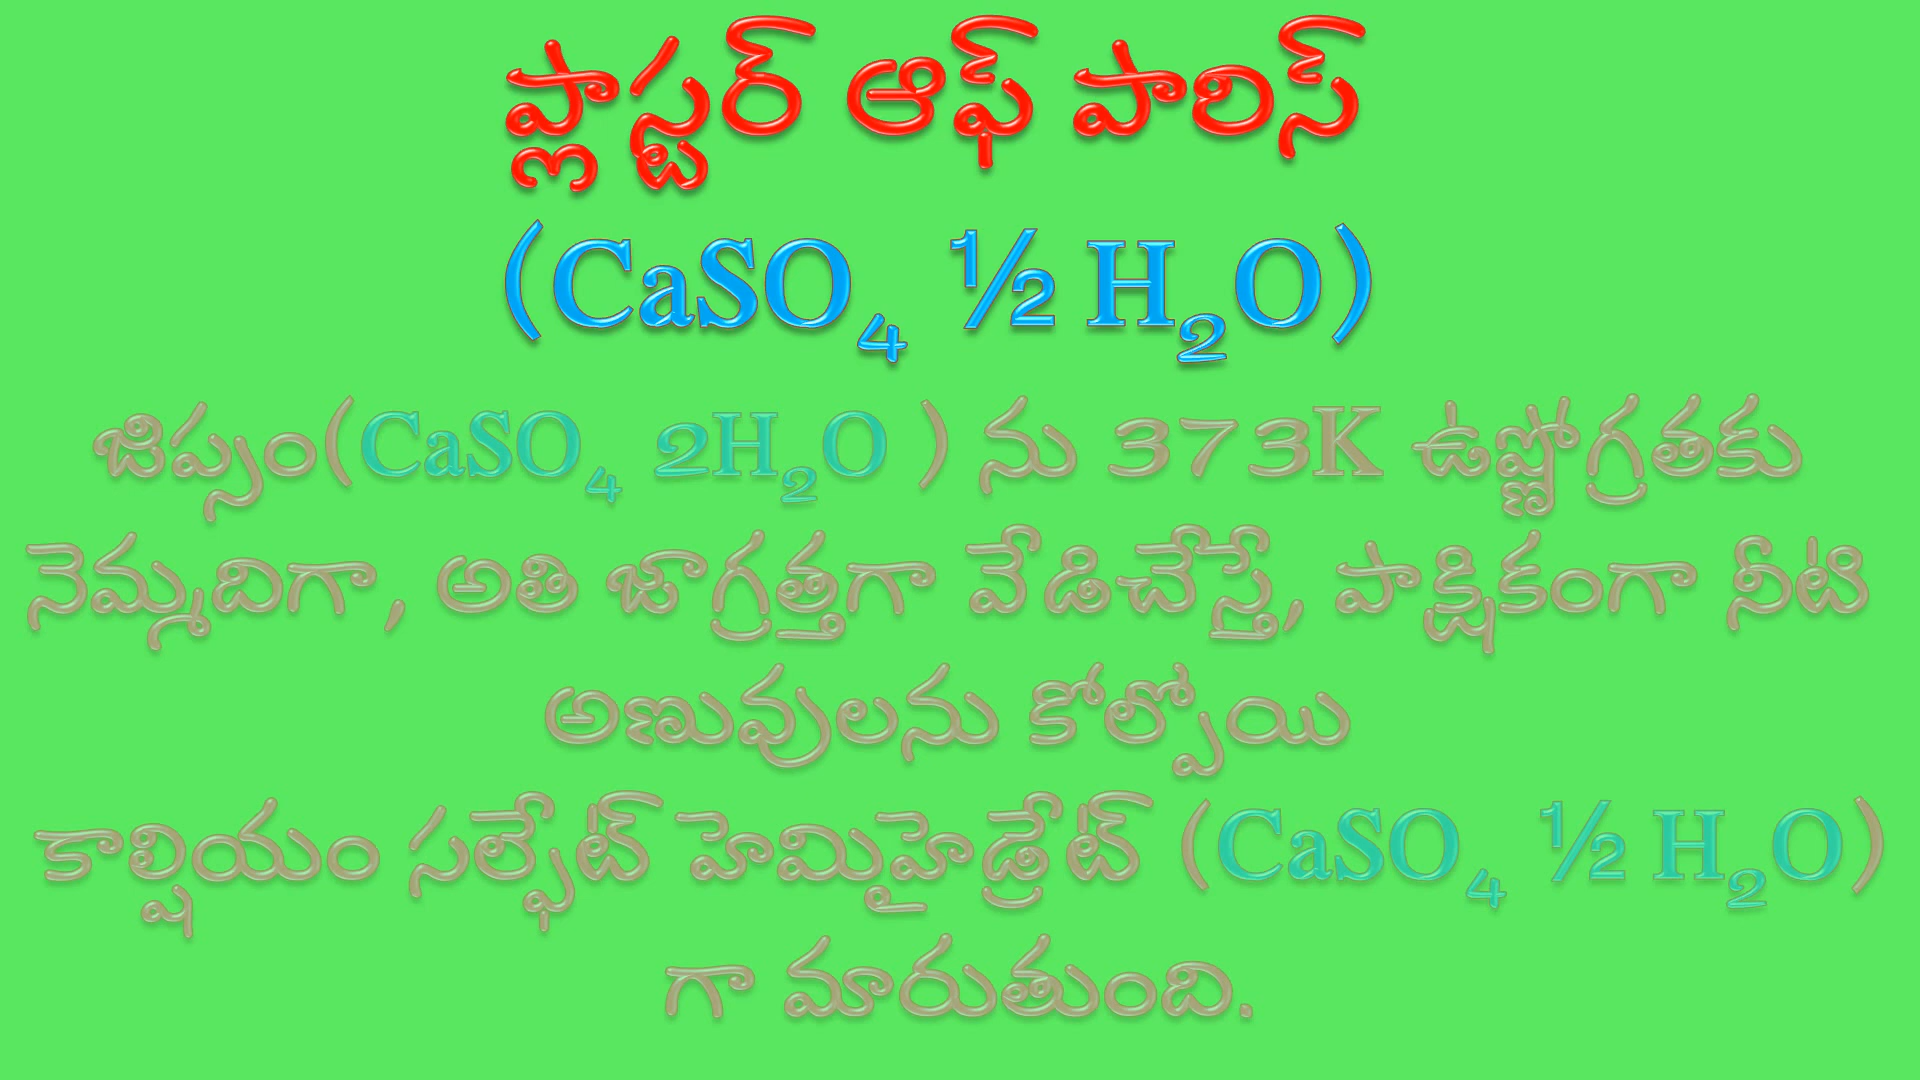 ప్లాస్టర్ ఆఫ్ పారిస్
(CaSO₄ ½ H₂O)
జిప్సం(CaSO₄ 2H₂O ) ను 373K ఉష్ణోగ్రతకు
నెమ్మదిగా, అతి జాగ్రత్తగా వేడిచేస్తే, పాక్షికంగా నీటి
అణువులను కోల్పోయి
కాల్షియం సల్ఫేట్ హెమిహైడ్రేట్ (CaSO₄ ½ H₂O)
గా మారుతుంది.